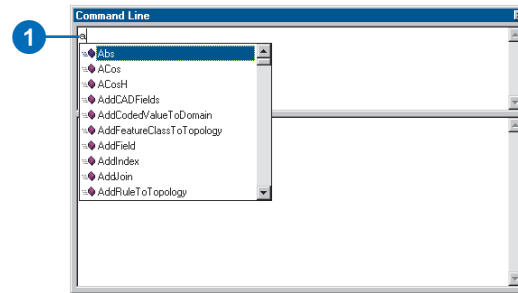 Command Line
1
a
Abs
ACos
ACosH
AddCADFields
AddCodedValueToDomain
AddFeatureClassToTopology
AddField
AddIndex
AddJoin
AddRuleToTopology